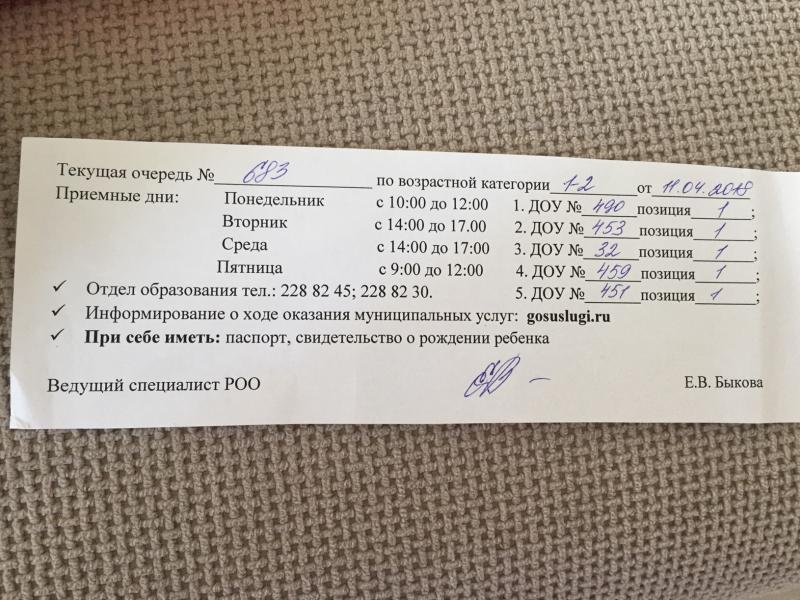 Текущая очередь № 683 по возрастной категории 1-2 от 11.04.2018
Приемные дни: Понедельник с 10:00 до 12:00 1. ДОУ № 490 позиция 1 ;
Вторник с 14:00 до 17.00 2. ДОУ № 453 позиция 1 ;
Среда с 14:00 до 17:00 3. ДОУ № 32 позиция 1 ;
Пятница с 9:00 до 12:00 4. ДОУ № 459 позиция 1 ;
✓ Отдел образования тел.: 228 82 45; 228 82 30. 5. ДОУ № 451 позиция 1 ;
✓ Информирование о ходе оказания муниципальных услуг: gosuslugi.ru
✓ При себе иметь: паспорт, свидетельство о рождении ребенка
Ведущий специалист РОО Е.В. Быкова